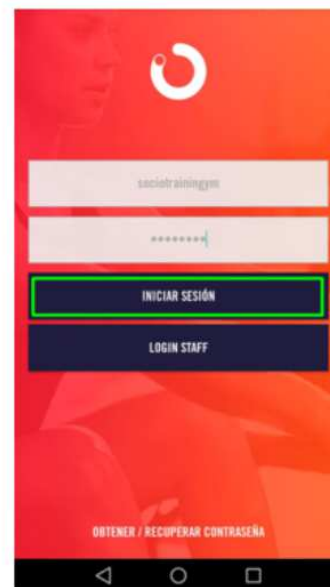 sociotrainingym
********
INICIAR SESIÓN
LOGIN STAFF
OBTENER / RECUPERAR CONTRASEÑA